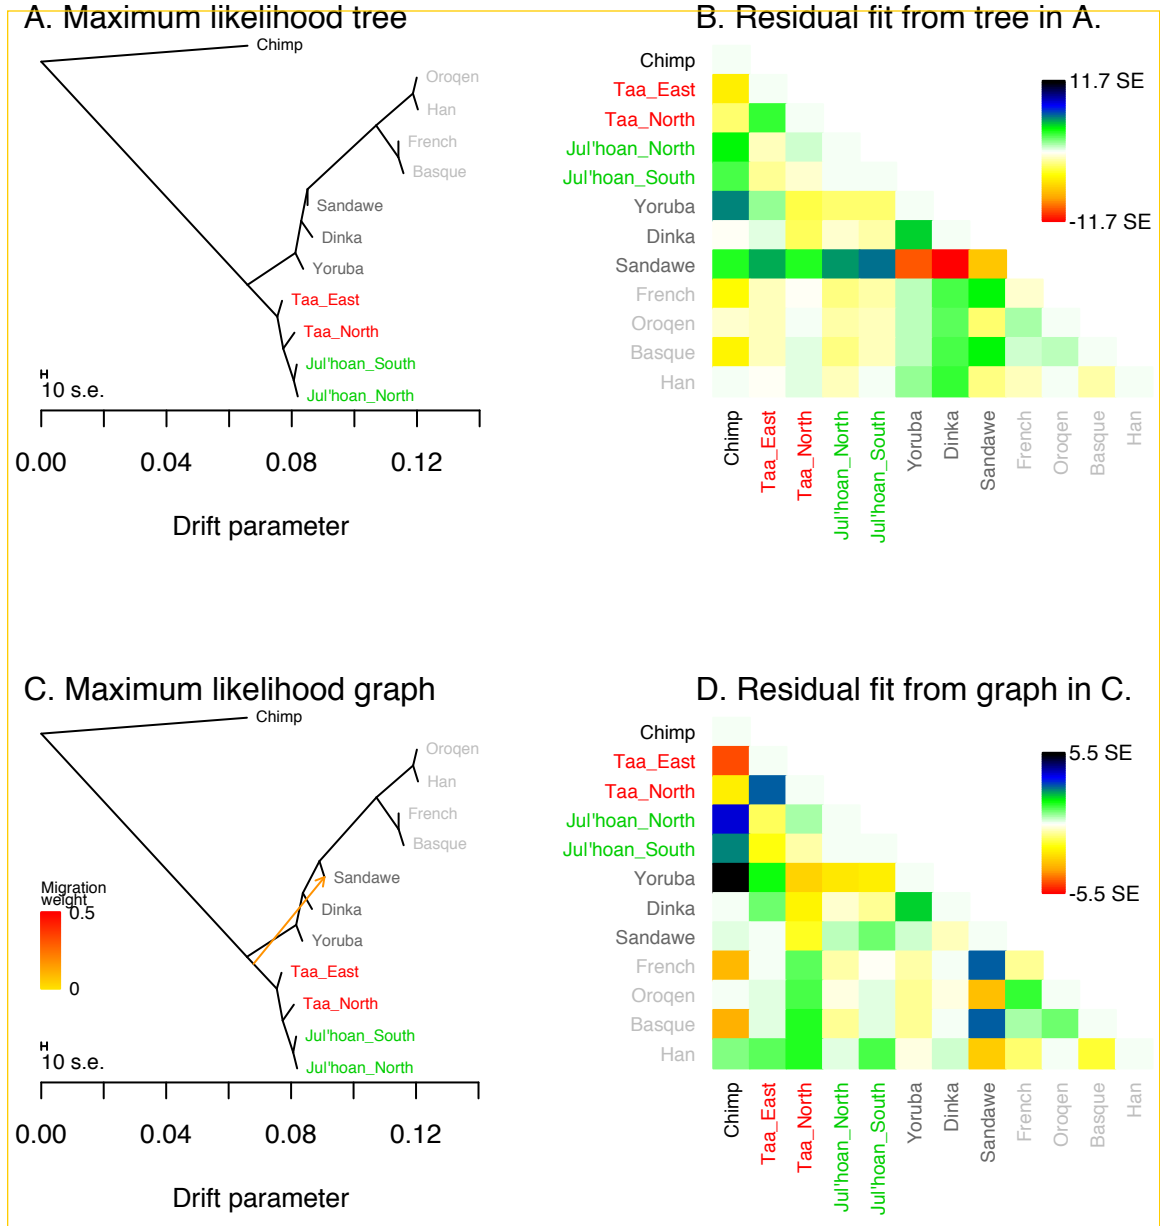 A. Maximum likelihood tree
Chimp
Oroqen
Han
French
Basque
Sandawe
Dinka
Yoruba
Taa_East
Taa_North
Jul'hoan_South
Jul'hoan_North
10 s.e.
0.00 0.04 0.08 0.12
Drift parameter
B. Residual fit from tree in A.
Chimp
Taa_East
Taa_North
Jul'hoan_North
Jul'hoan_South
Yoruba
Dinka
Sandawe
French
Oroqen
Basque
Han
11.7 SE
-11.7 SE
Chimp
Taa_East
Taa_North
Jul'hoan_North
Jul'hoan_South
Yoruba
Dinka
Sandawe
French
Oroqen
Basque
Han
C. Maximum likelihood graph
Chimp
Oroqen
Han
French
Basque
Sandawe
Dinka
Yoruba
Taa_East
Taa_North
Jul'hoan_South
Jul'hoan_North
Migration
weight
0.5
0
10 s.e.
0.00 0.04 0.08 0.12
Drift parameter
D. Residual fit from graph in C.
Chimp
Taa_East
Taa_North
Jul'hoan_North
Jul'hoan_South
Yoruba
Dinka
Sandawe
French
Oroqen
Basque
Han
5.5 SE
-5.5 SE
Chimp
Taa_East
Taa_North
Jul'hoan_North
Jul'hoan_South
Yoruba
Dinka
Sandawe
French
Oroqen
Basque
Han